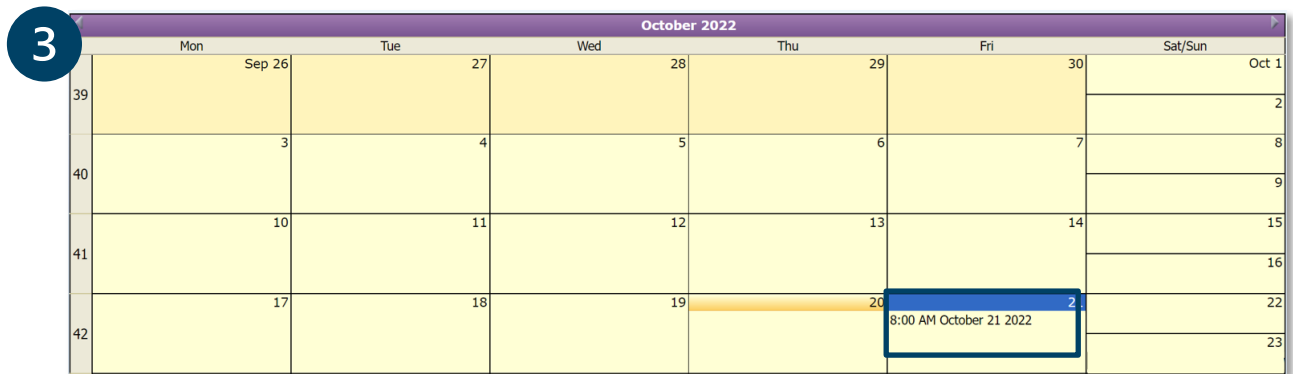 3
October 2022
Mon Tue Wed Thu Fri Sat/Sun
39 Sep 26 27 28 29 30 Oct 1
2
40 3 4 5 6 7 8
9
41 10 11 12 13 14 15
16
42 17 18 19 20 21 22
8:00 AM October 21 2022
23